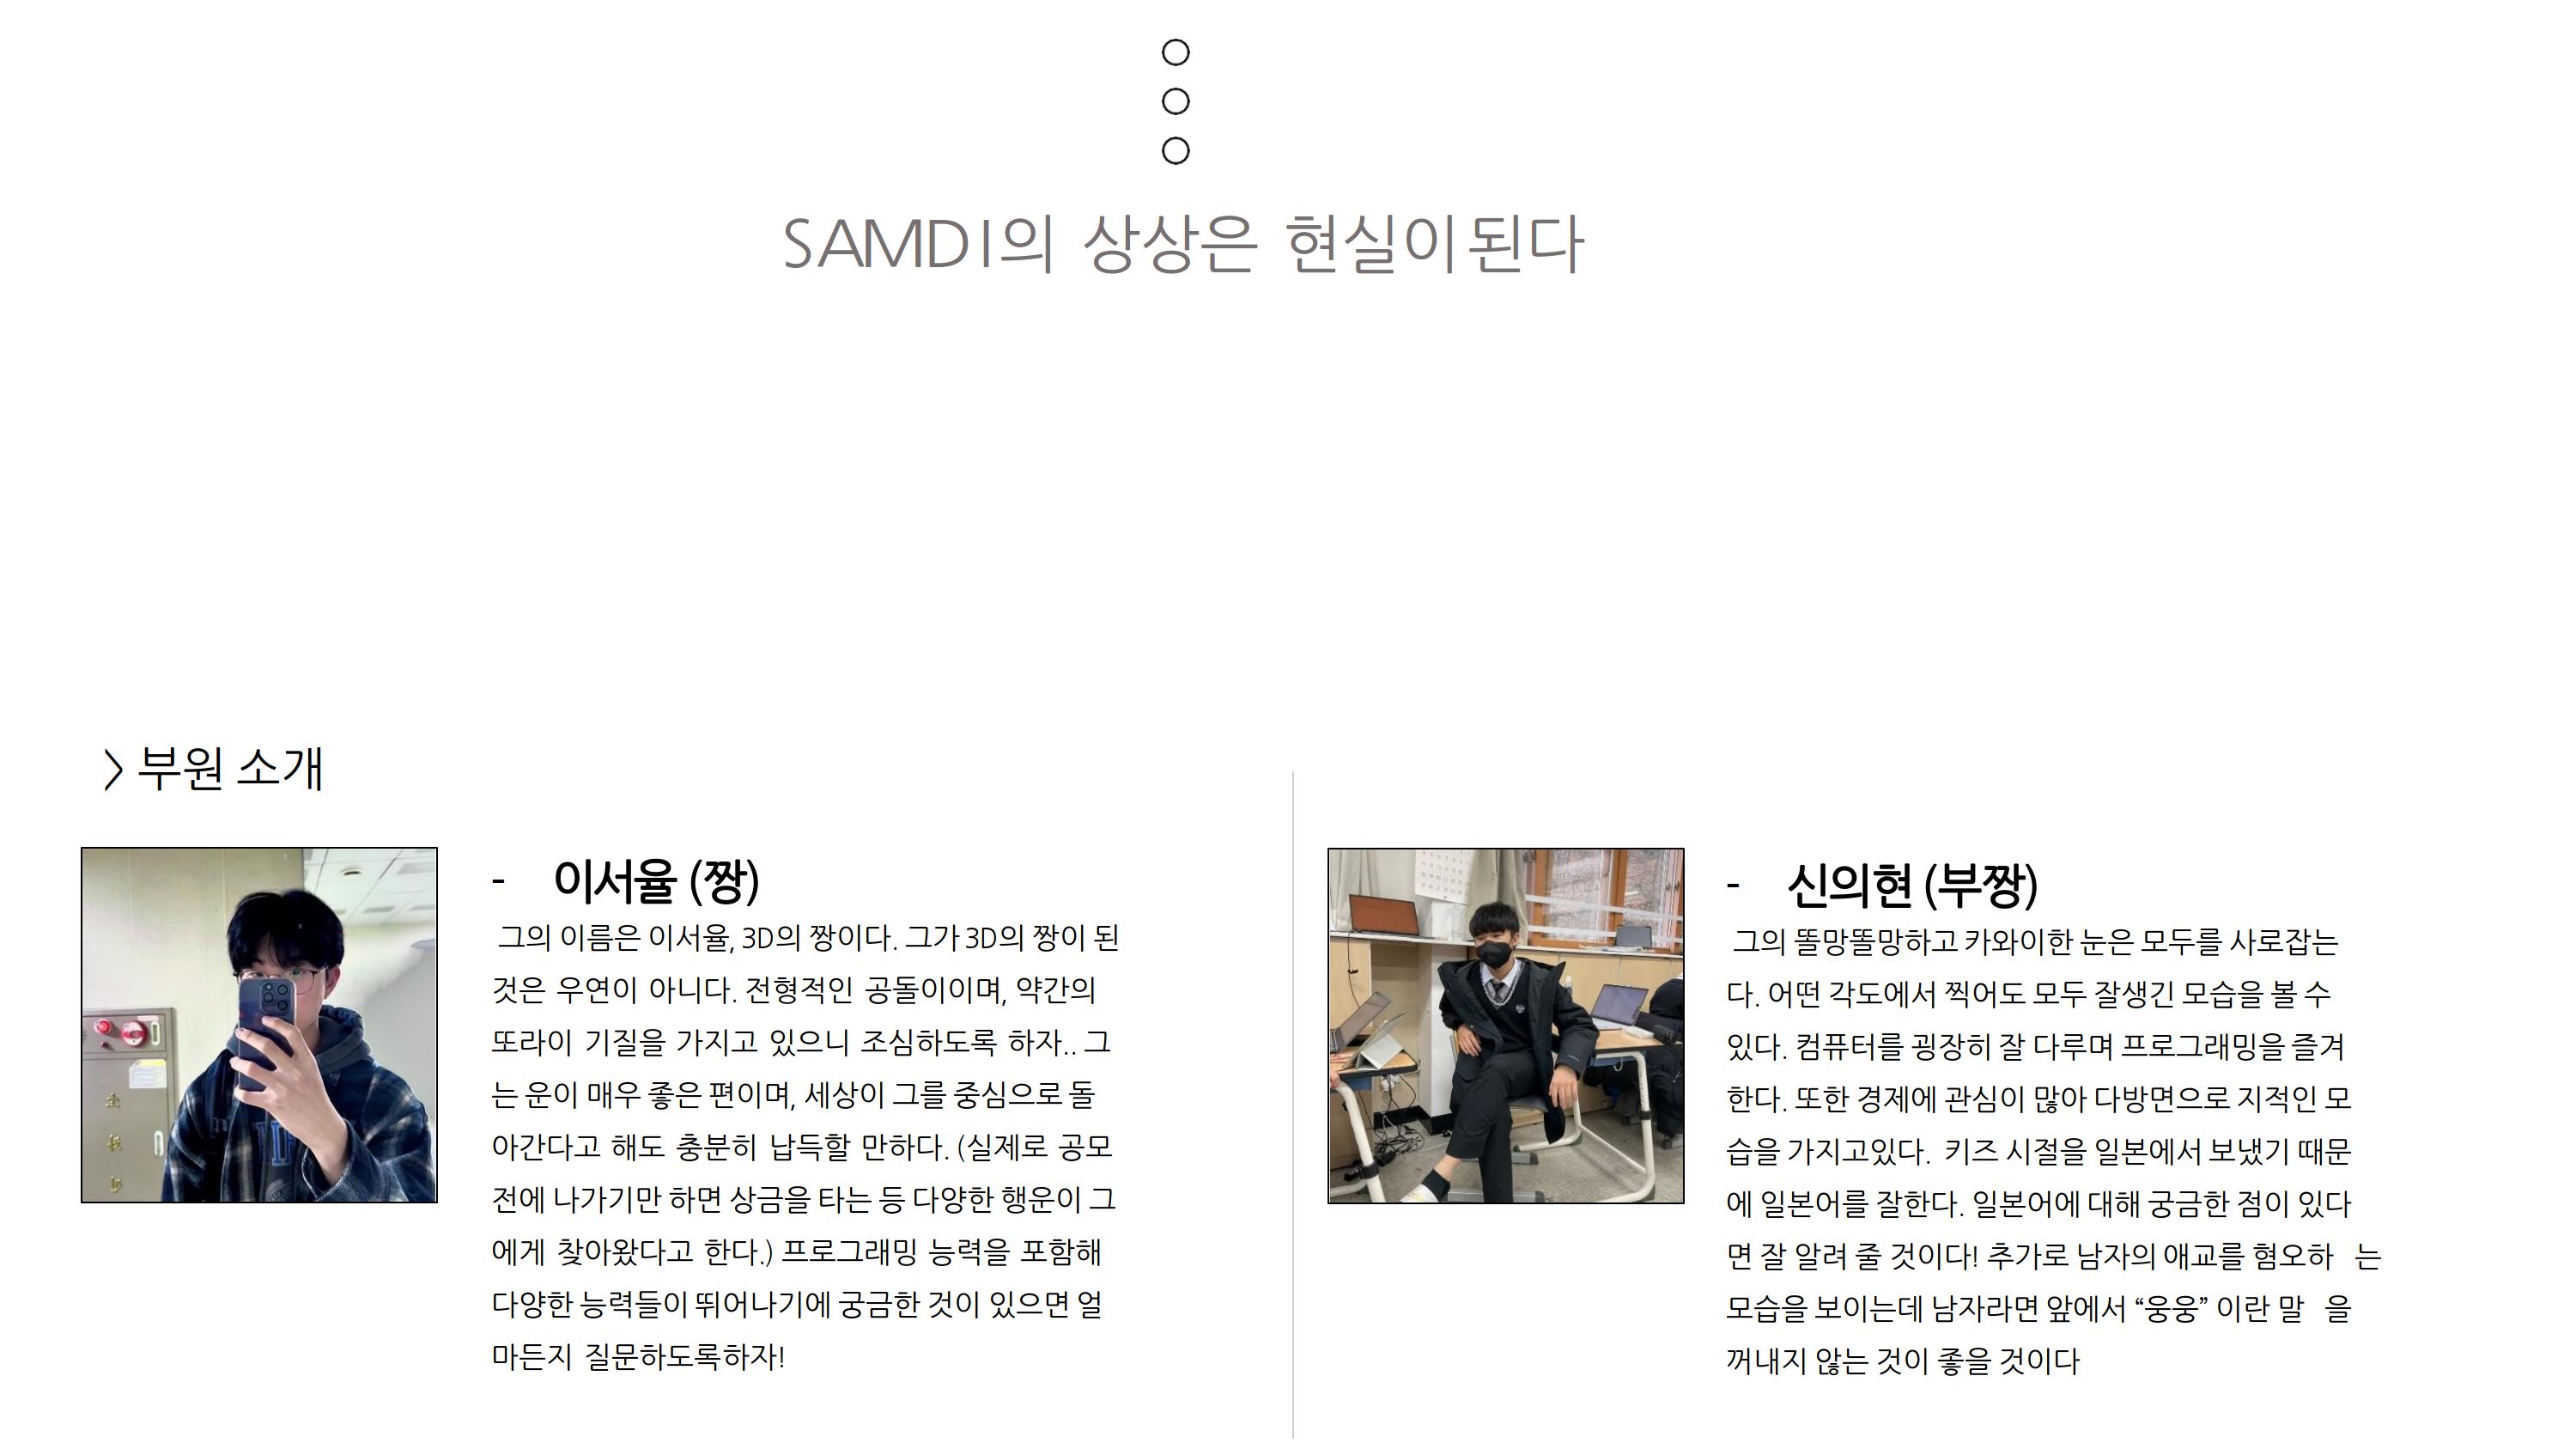 SAMDI의 상상은 현실이된다
> 부원 소개
- 이서율 (짱)
그의 이름은 이서율, 3D의 짱이다. 그가 3D의 짱이 된
것은 우연이 아니다. 전형적인 공돌이이며, 약간의
또라이 기질을 가지고 있으니 조심하도록 하자.. 그
는 운이 매우 좋은 편이며, 세상이 그를 중심으로 돌
아간다고 해도 충분히 납득할 만하다. (실제로 공모
전에 나가기만 하면 상금을 타는 등 다양한 행운이 그
에게 찾아왔다고 한다.) 프로그래밍 능력을 포함해
다양한 능력들이 뛰어나기에 궁금한 것이 있으면 얼
마든지 질문하도록하자!
- 신의현 (부짱)
그의 똘망똘망하고 카와이한 눈은 모두를 사로잡는
다. 어떤 각도에서 찍어도 모두 잘생긴 모습을 볼 수
있다. 컴퓨터를 굉장히 잘 다루며 프로그래밍을 즐겨
한다. 또한 경제에 관심이 많아 다방면으로 지적인 모
습을 가지고있다. 키즈 시절을 일본에서 보냈기 때문
에 일본어를 잘한다. 일본어에 대해 궁금한 점이 있다
면 잘 알려 줄 것이다! 추가로 남자의 애교를 혐오하 는
모습을 보이는데 남자라면 앞에서 “웅웅” 이란 말 을
꺼내지 않는 것이 좋을 것이다